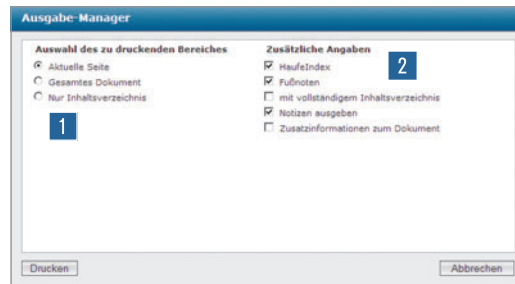 Ausgabe-Manager
Auswahl des zu druckenden Bereiches
Aktuelle Seite
Gesamtes Dokument
Nur Inhaltsverzeichnis
1
Zusätzliche Angaben
HaufeIndex
2
Fußnoten
mit vollständigem Inhaltsverzeichnis
Notizen ausgeben
Zusatzinformationen zum Dokument
Drucken
Abbrechen